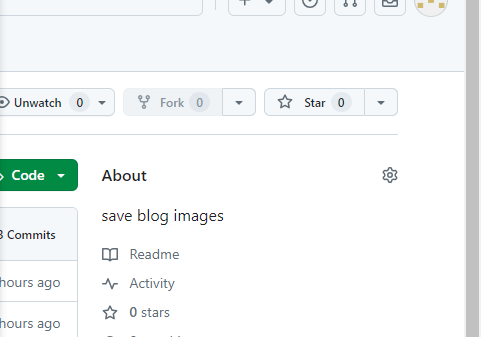 Unwatch 0
Fork 0
Star 0
Code
About
save blog images
Commits
Readme
hours ago
Activity
0 stars
hours ago